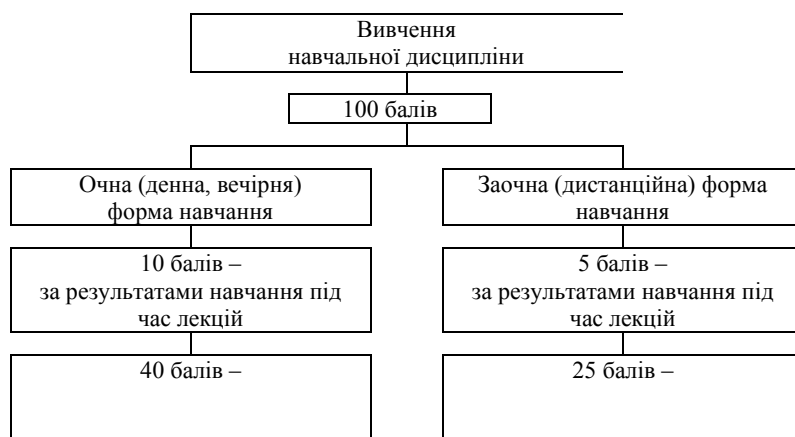 Вивчення
навчальної дисципліни
100 балів
Очна (денна, вечірня)
форма навчання
Заочна (дистанційна) форма
навчання
10 балів –
за результатами навчання під
час лекцій
5 балів –
за результатами навчання під
час лекцій
40 балів –
25 балів –